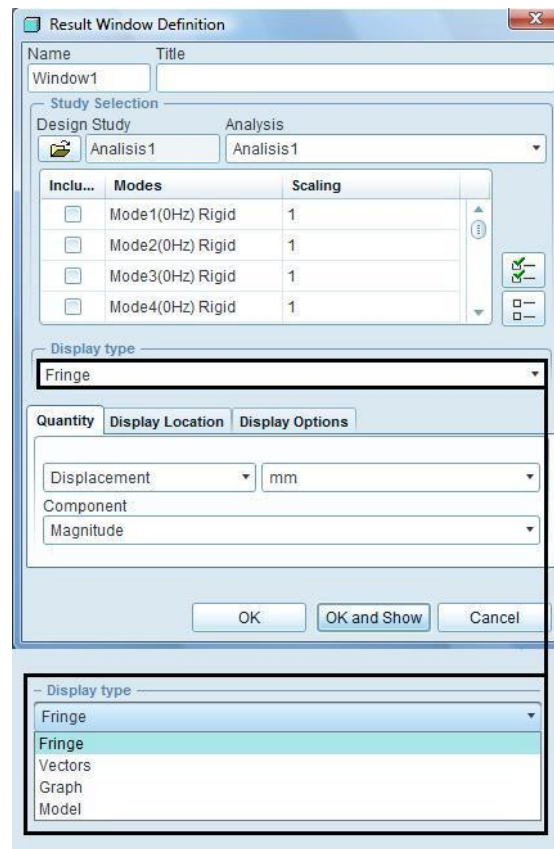 Result Window Definition
Name Title
Window1
Study Selection
Design Study Analysis
Analisis1 Analisis1
Inclu... Modes Scaling
Mode1(0Hz) Rigid 1
Mode2(0Hz) Rigid 1
Mode3(0Hz) Rigid 1
Mode4(0Hz) Rigid 1
Display type
Fringe
Quantity Display Location Display Options
Displacement mm
Component
Magnitude
OK OK and Show Cancel
Display type
Fringe
Fringe
Vectors
Graph
Model